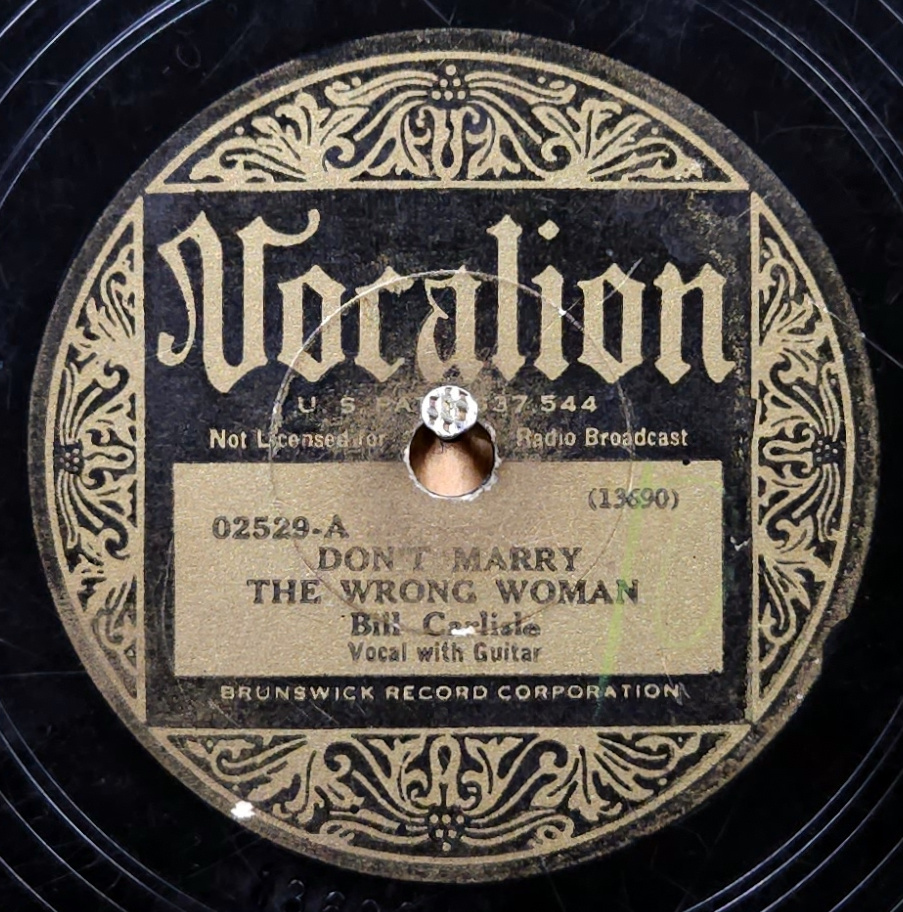 Vocalion
U.S. PA 37,544
Not Licensed for Radio Broadcast
(13690)
02529-A
DON'T MARRY
THE WRONG WOMAN
Bill Carlisle
Vocal with Guitar
BRUNSWICK RECORD CORPORATION